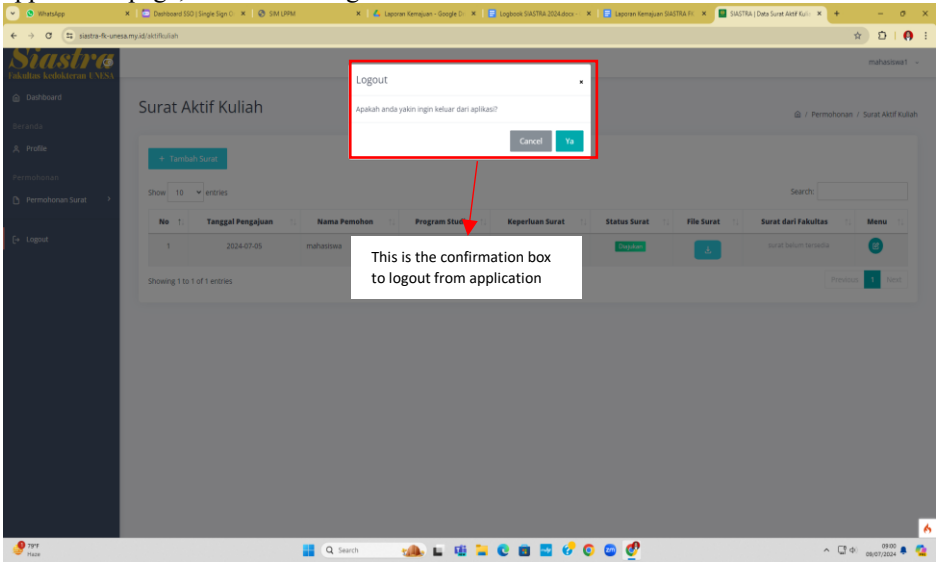 WhatsApp
Dashboard SSO | Single Sign O
SIM LPPM
Laporan Kemajuan - Google Dr
Logbook SIASTRA 2024.docx
Laporan Kemajuan SIASTRA FI
SIASTRA | Data Surat Aktif Kuli
siastra-fk-unesa.my.id/aktifkuliah
Siastra
Fakultas Kedokteran UNESA
mahasiswa1
Dashboard
Beranda
Profile
Permohonan
Permohonan Surat
Logout
Logout
Apakah anda yakin ingin keluar dari aplikasi?
Cancel Ya
Surat Aktif Kuliah
/ Permohonan / Surat Aktif Kuliah
+ Tambah Surat
Show 10 entries
Search:
No Tanggal Pengajuan Nama Pemohon Program Studi Keperluan Surat Status Surat File Surat Surat dari Fakultas Menu
1 2024-07-05 mahasiswa Diajukan surat belum tersedia
This is the confirmation box
to logout from application
Showing 1 to 1 of 1 entries
Previous 1 Next
79°F
Haze
Search
09:00
09/07/2024